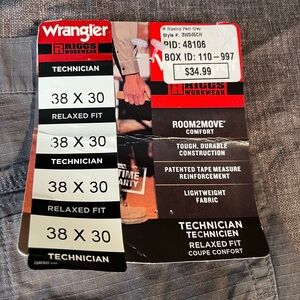 Wrangler
RIGGS
WORKWEAR
TECHNICIAN
38 X 30
RELAXED FIT
38 X 30
TECHNICIAN
38 X 30
RELAXED FIT
38 X 30
TECHNICIAN
PID: 48106
BOX ID: 110-997
$34.99
RIGGS
WORKWEAR
ROOM2MOVE
COMFORT
TOUGH, DURABLE
CONSTRUCTION
PATENTED TAPE MEASURE
REINFORCEMENT
LIGHTWEIGHT
FABRIC
TECHNICIAN
TECHNICIEN
RELAXED FIT
COUPE CONFORT